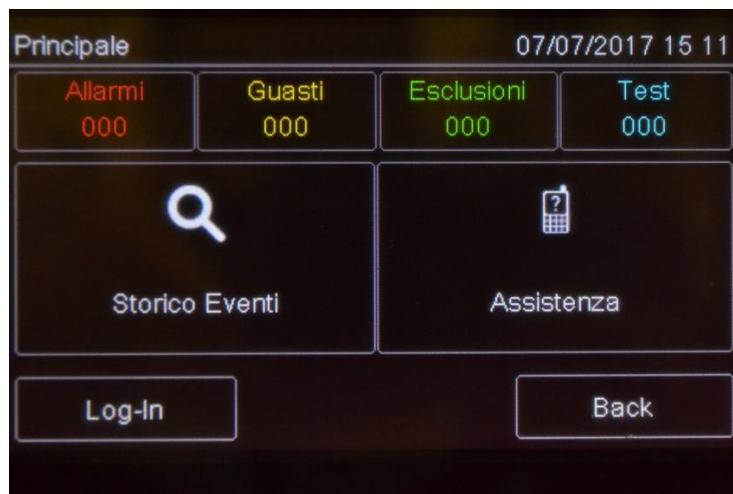 Principale 07/07/2017 15 11
Allarmi Guasti Esclusioni Test
000 000 000 000
?
Storico Eventi Assistenza
Log-In Back